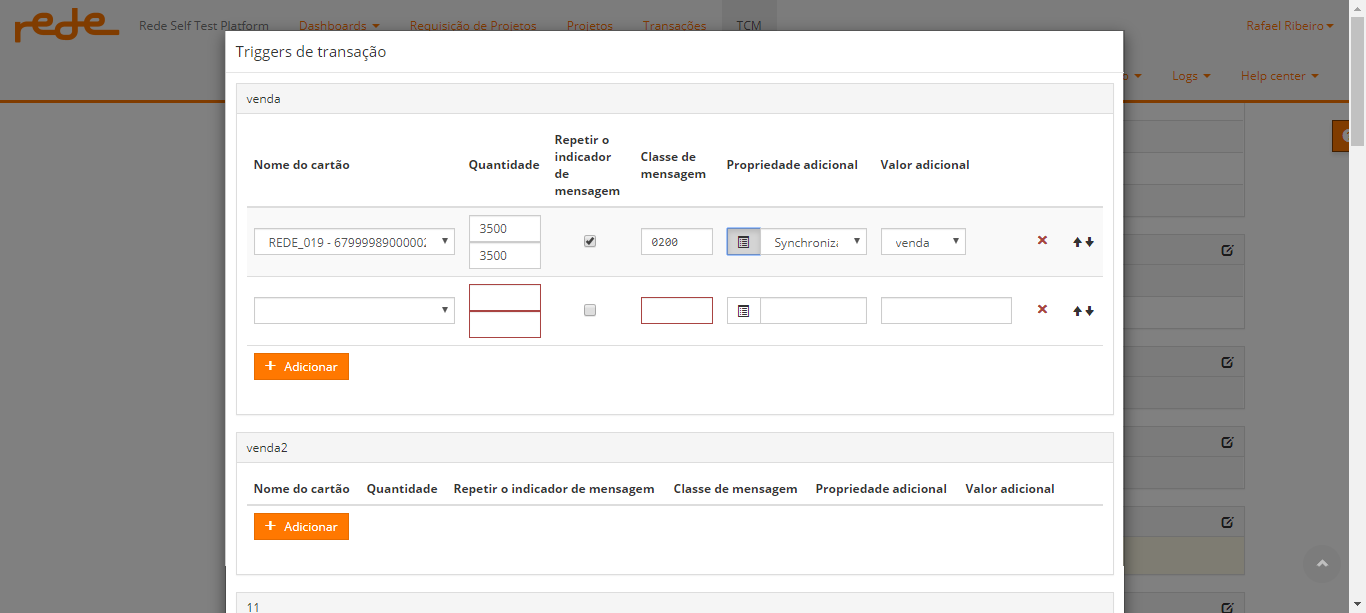 rede
Rede Self Test Platform
Dashboards
Requisição de Projetos
Projetos
Transações
TCM
Rafael Ribeiro
Logs
Help center
Triggers de transação
venda
Nome do cartão
Quantidade
Repetir o
indicador
de
mensagem
Classe de
mensagem
Propriedade adicional
Valor adicional
REDE_019 - 6799998900002
3500
3500
0200
Synchroniza
venda
Adicionar
venda2
Nome do cartão
Quantidade
Repetir o indicador de mensagem
Classe de mensagem
Propriedade adicional
Valor adicional
Adicionar
11